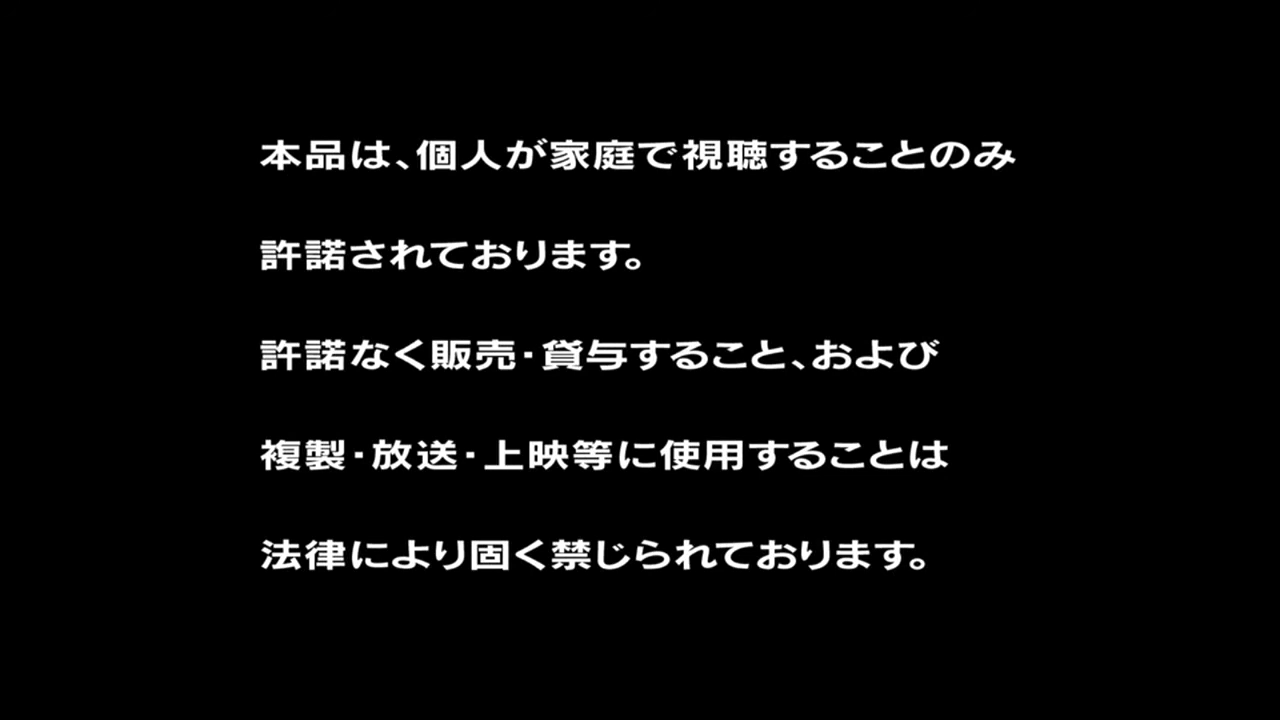 本品は、個人が家庭で視聴することのみ
許諾されております。
許諾なく販売・貸与すること、および
複製・放送・上映等に使用することは
法律により固く禁じられております。